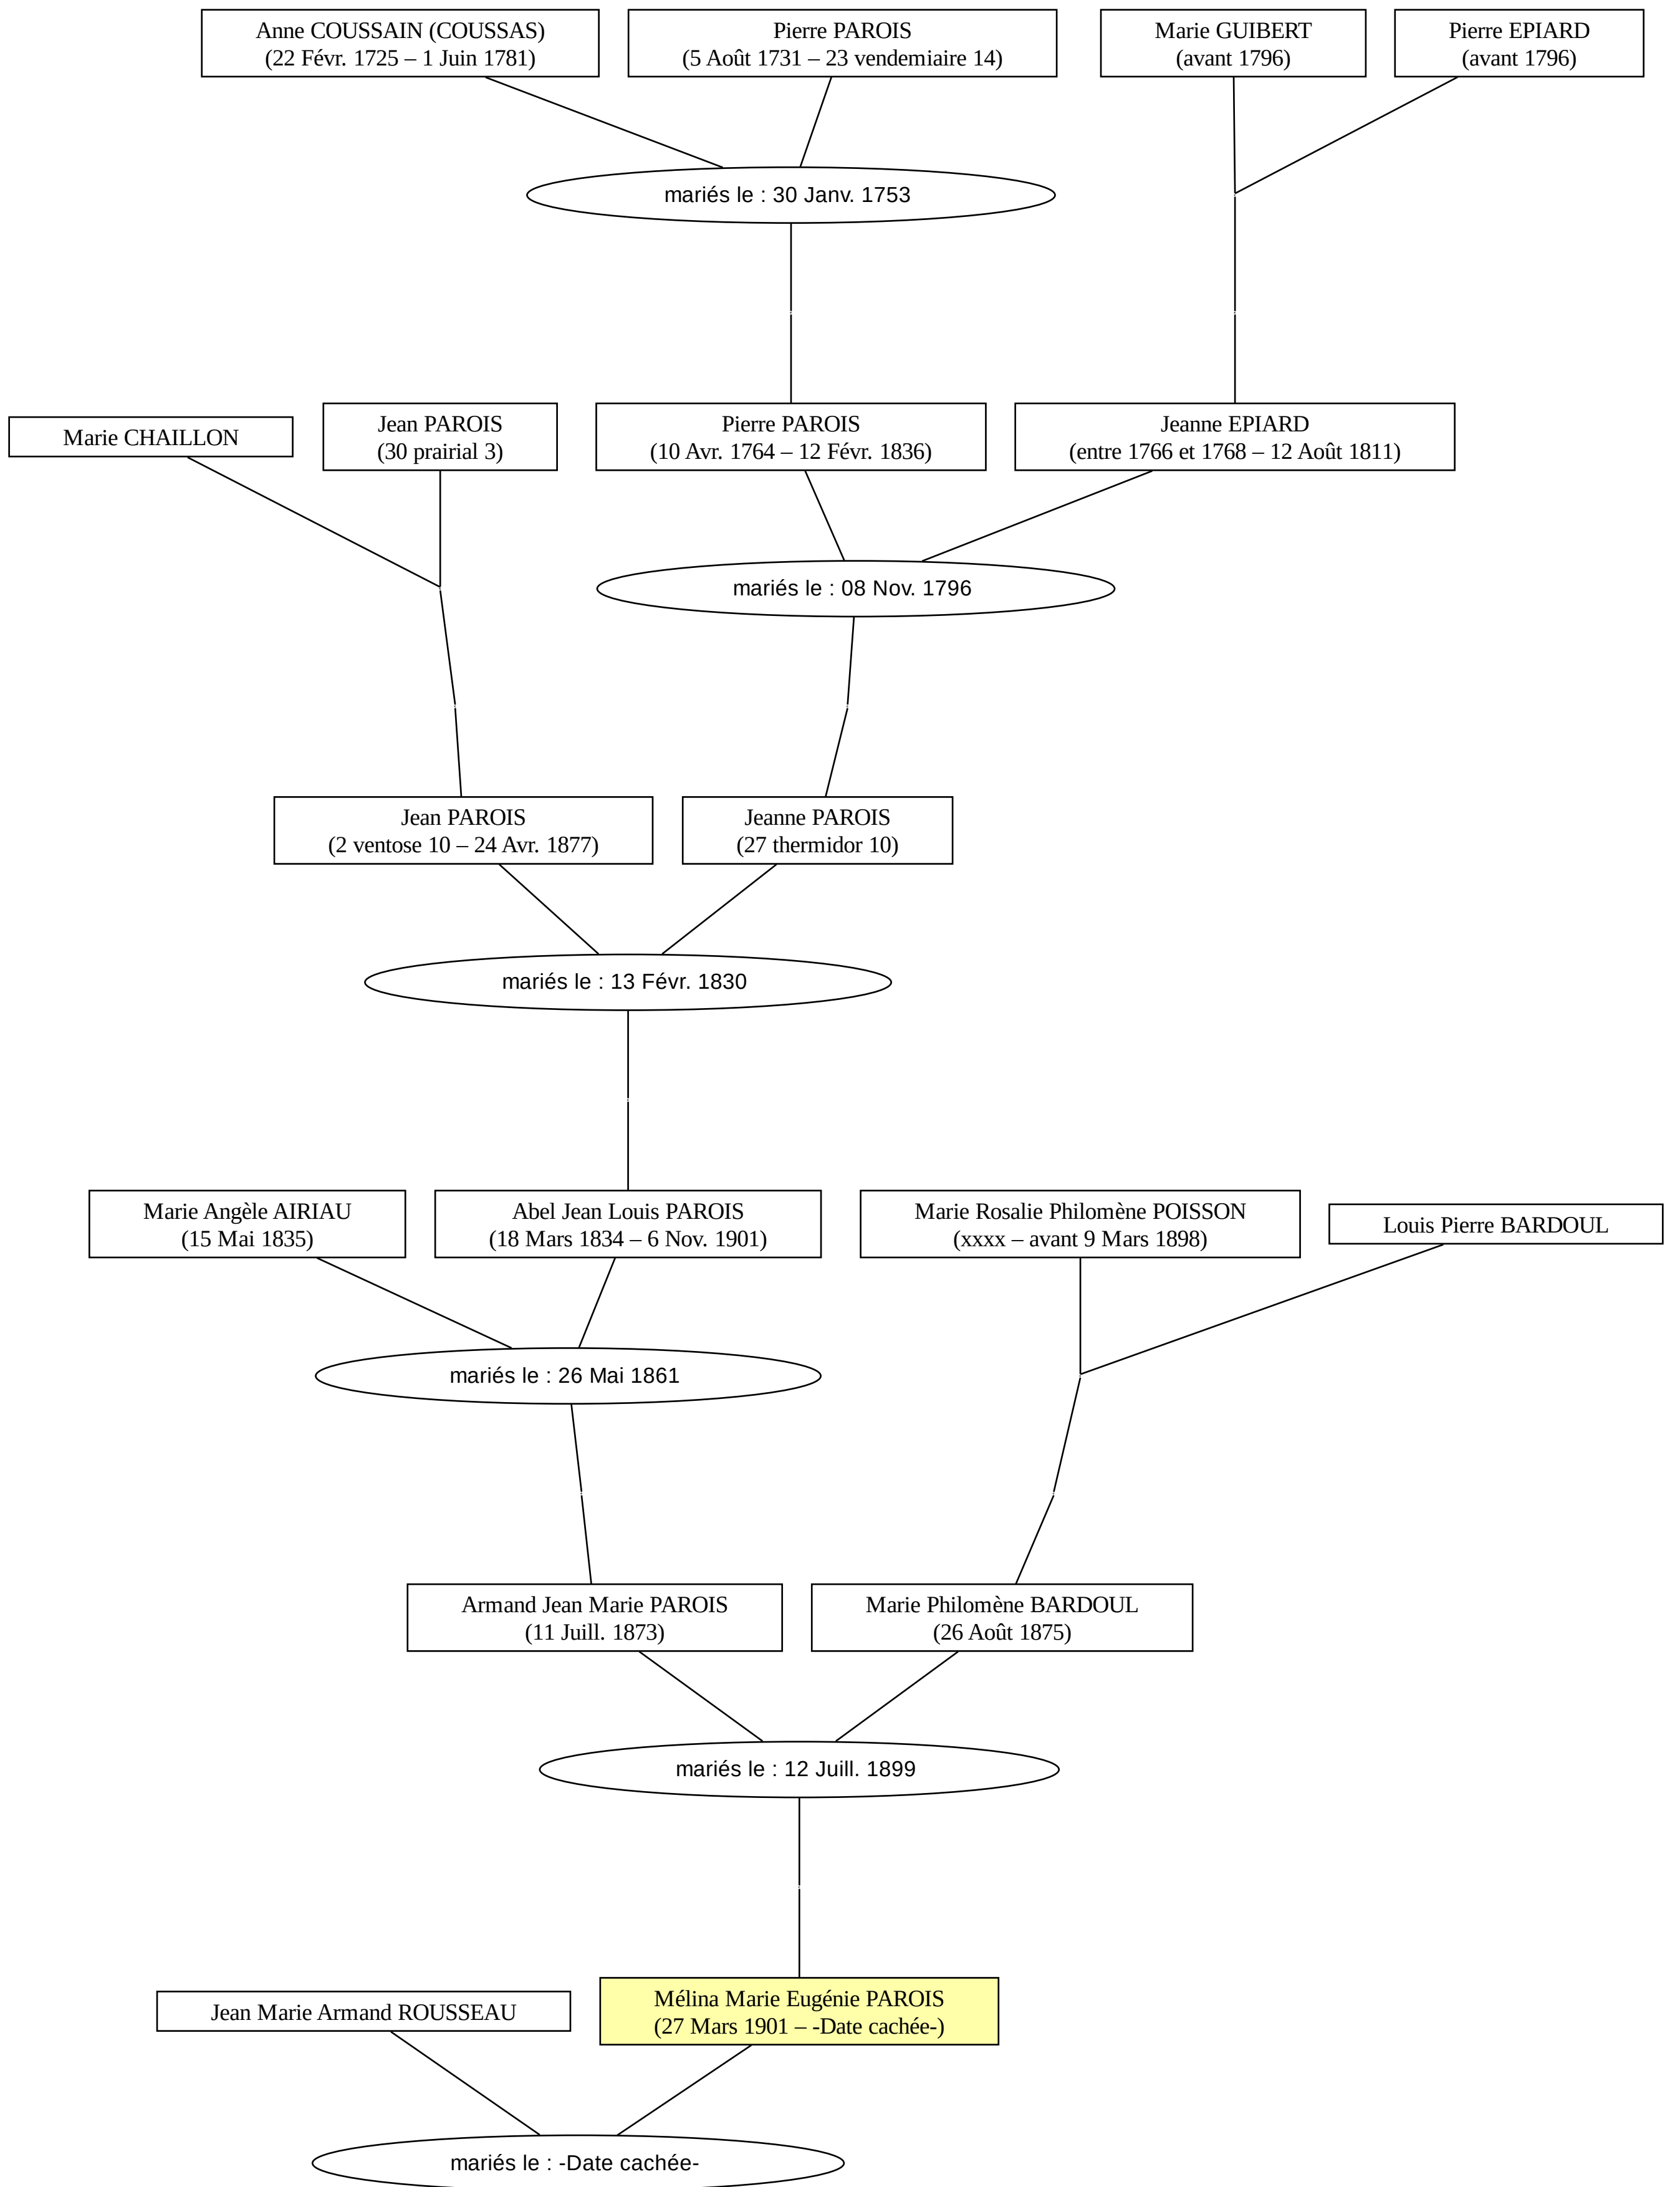 Anne COUSSAIN (COUSSAS)
(22 Févr. 1725 – 1 Juin 1781)
Pierre PAROIS
(5 Août 1731 – 23 vendemiaire 14)
Marie GUIBERT
(avant 1796)
Pierre EPIARD
(avant 1796)
mariés le : 30 Janv. 1753
Marie CHAILLON
Jean PAROIS
(30 prairial 3)
Pierre PAROIS
(10 Avr. 1764 – 12 Févr. 1836)
Jeanne EPIARD
(entre 1766 et 1768 – 12 Août 1811)
mariés le : 08 Nov. 1796
Jean PAROIS
(2 ventose 10 – 24 Avr. 1877)
Jeanne PAROIS
(27 thermidor 10)
mariés le : 13 Févr. 1830
Marie Angèle AIRIAU
(15 Mai 1835)
Abel Jean Louis PAROIS
(18 Mars 1834 – 6 Nov. 1901)
Marie Rosalie Philomène POISSON
(xxxx – avant 9 Mars 1898)
Louis Pierre BARDOUL
mariés le : 26 Mai 1861
Armand Jean Marie PAROIS
(11 Juill. 1873)
Marie Philomène BARDOUL
(26 Août 1875)
mariés le : 12 Juill. 1899
Jean Marie Armand ROUSSEAU
Mélina Marie Eugénie PAROIS
(27 Mars 1901 – -Date cachée-)
mariés le : -Date cachée-